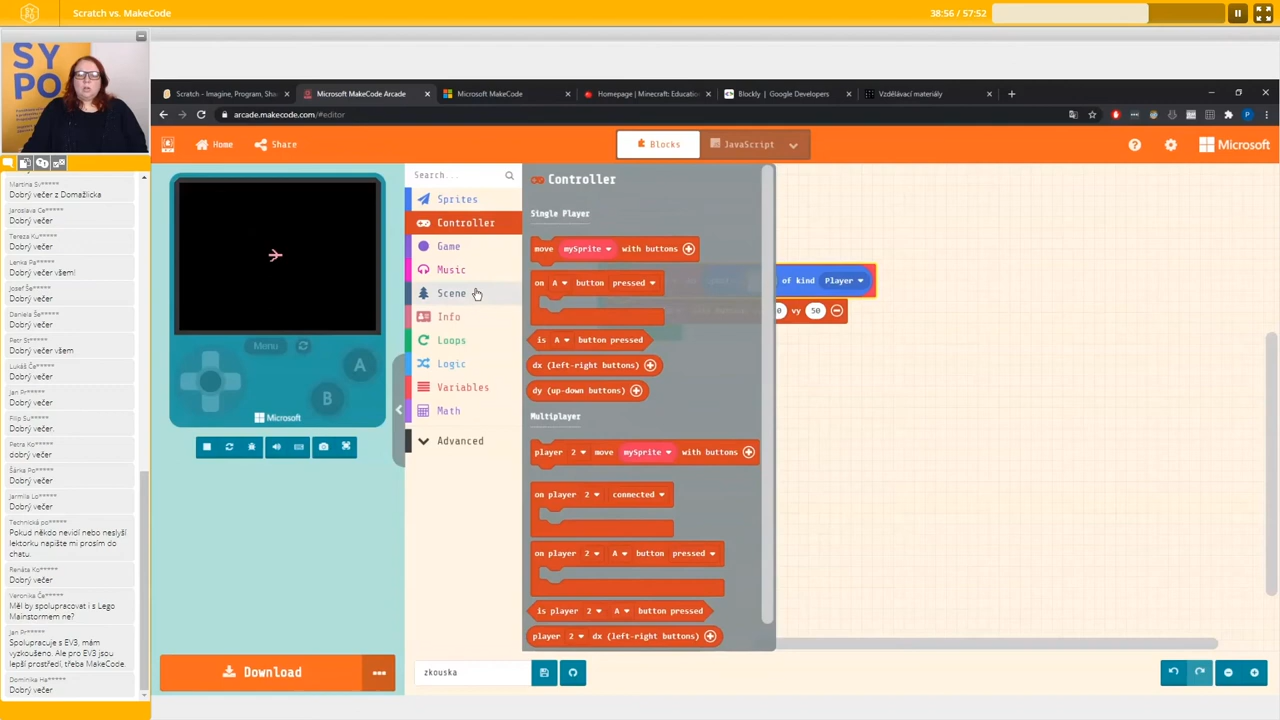 Scratch vs. MakeCode
38:56 / 57:52
SY
PO
Martina Sv*****
Dobrý večer z Domažlicka
Jaroslava Ce*****
Dobrý večer
Tereza Ku*****
Dobrý večer
Lenka Pa*****
Dobrý večer všem!
Josef Še*****
Dobrý večer
Daniela Še*****
Dobrý večer
Petr St*****
Dobrý večer všem
Lukáš Če*****
Dobrý večer
Jan Pr*****
Dobrý večer
Filip Su*****
Dobrý večer.
Petra Ko*****
dobrý večer
Šárka Po*****
Dobrý večer
Jarmila Lo*****
Dobrý večer
Technická po*****
Pokud někdo nevidí nebo neslyší
lektorku napište mi prosím do
chatu.
Renáta Ko*****
Dobrý večer
Veronika Če*****
Měl by spolupracovat i s Lego
Mainstormem ne?
Jan Pr*****
Spolupracuje s EV3, mám
vyzkoušeno. Ale pro EV3 jsou
lepší prostředí, třeba MakeCode.
Dominika Ha*****
Dobrý večer
Scratch - Imagine, Program, Sha
Microsoft MakeCode Arcade
Microsoft MakeCode
Homepage | Minecraft: Educatio
Blockly | Google Developers
Vzdělávací materiály
arcade.makecode.com/#editor
Home
Share
Blocks
JavaScript
Microsoft
Menu
A
B
Microsoft
Search...
Sprites
Controller
Game
Music
Scene
Info
Loops
Logic
Variables
Math
Advanced
Controller
Single Player
move mySprite with buttons
on A button pressed
is A button pressed
dx (left-right buttons)
dy (up-down buttons)
Multiplayer
player 2 move mySprite with buttons
on player 2 connected
on player 2 A button pressed
is player 2 A button pressed
player 2 dx (left-right buttons)
of kind Player
vy 50
Download
zkouska